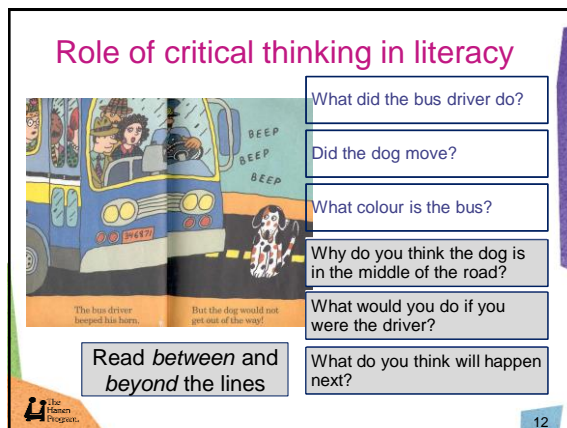 Role of critical thinking in literacy
What did the bus driver do?
BEEP
BEEP
BEEP
Did the dog move?
What colour is the bus?
346871
The bus driver
beeped his horn.
But the dog would not
get out of the way!
Why do you think the dog is
in the middle of the road?
What would you do if you
were the driver?
What do you think will happen
next?
Read between and
beyond the lines
The
Hanen
Program.
12